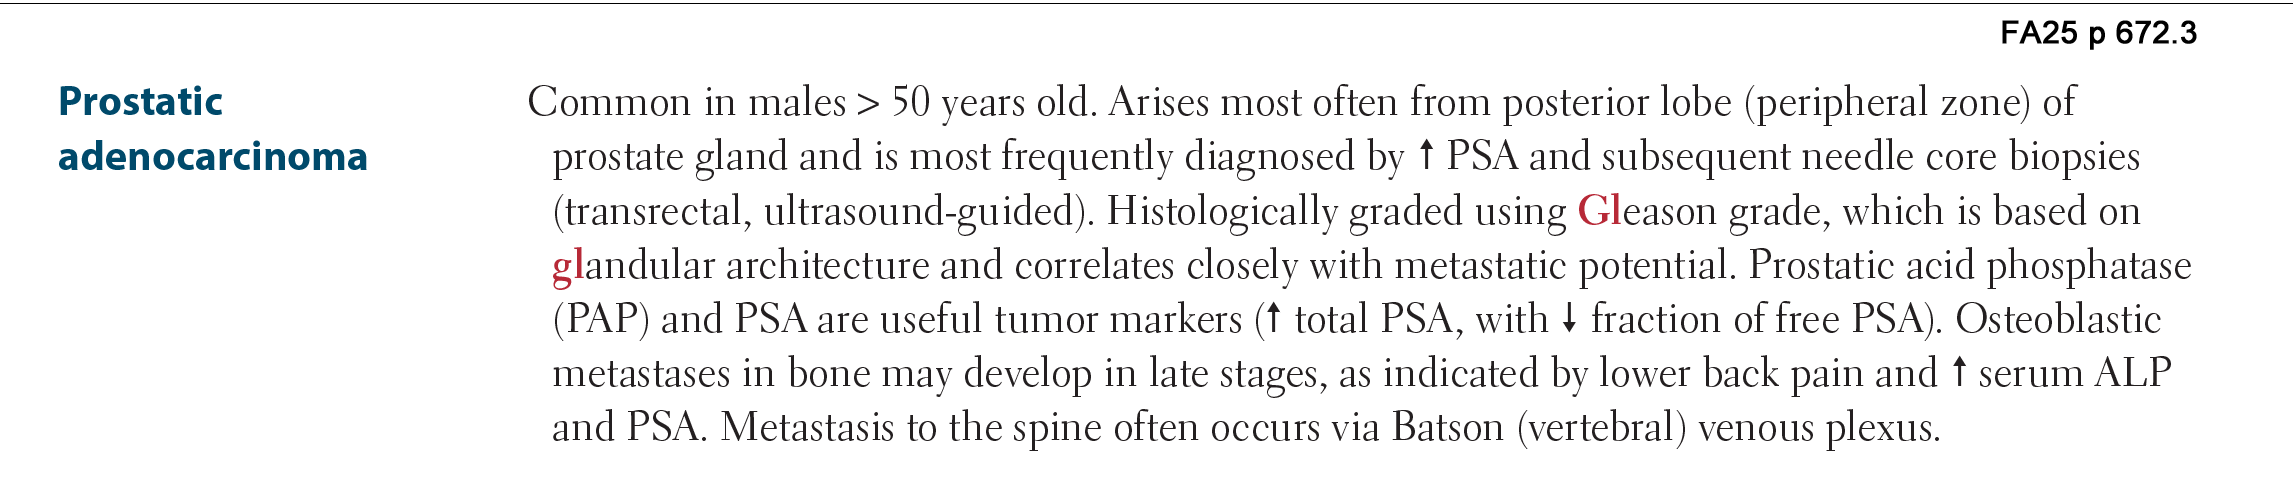 FA25 p 672.3
Prostatic
adenocarcinoma
Common in males > 50 years old. Arises most often from posterior lobe (peripheral zone) of
prostate gland and is most frequently diagnosed by ↑ PSA and subsequent needle core biopsies
(transrectal, ultrasound-guided). Histologically graded using Gleason grade, which is based on
glandular architecture and correlates closely with metastatic potential. Prostatic acid phosphatase
(PAP) and PSA are useful tumor markers (↑ total PSA, with ↓ fraction of free PSA). Osteoblastic
metastases in bone may develop in late stages, as indicated by lower back pain and ↑ serum ALP
and PSA. Metastasis to the spine often occurs via Batson (vertebral) venous plexus.